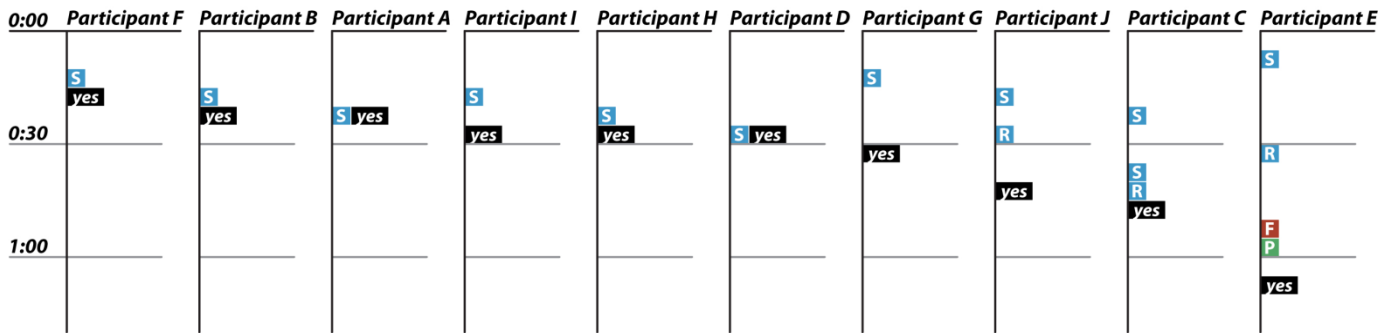 0:00 Participant F Participant B Participant A Participant I Participant H Participant D Participant G Participant J Participant C Participant E
S
S S
yes S S S
yes S yes S S
yes yes S yes R
0:30
yes R
S
yes R
yes
F
1:00 P
yes